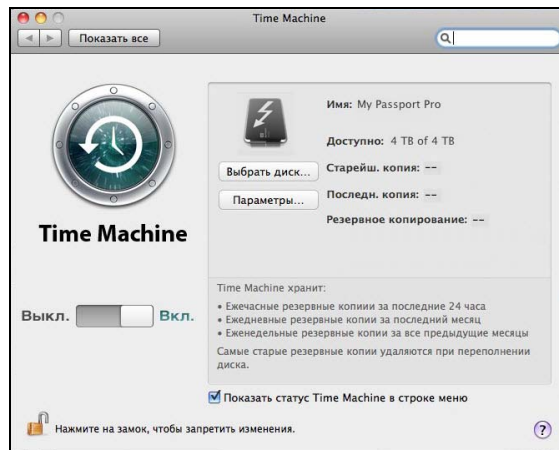 Time Machine
Показать все
Имя: My Passport Pro
Доступно: 4 TB of 4 TB
Выбрать диск...
Старейш. копия: --
Параметры...
Последн. копия: --
Резервное копирование: --
Time Machine
Выкл.
Вкл.
Time Machine хранит:
• Ежечасные резервные копиии за последние 24 часа
• Ежедневные резервные копии за последний месяц
• Еженедельные резервные копии за все предыдущие месяцы
Самые старые резервные копии удаляются при переполнении
диска.
Показать статус Time Machine в строке меню
Нажмите на замок, чтобы запретить изменения.
?